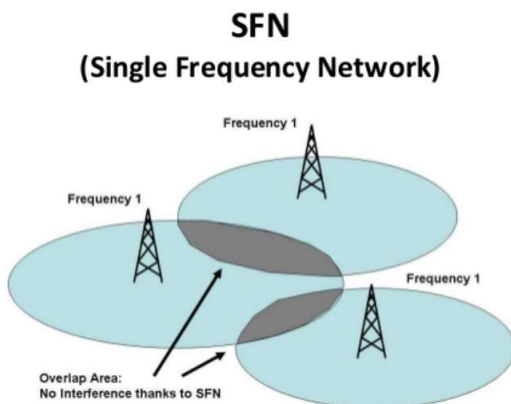 SFN
(Single Frequency Network)
Frequency 1
Frequency 1
Frequency 1
Overlap Area:
No Interference thanks to SFN